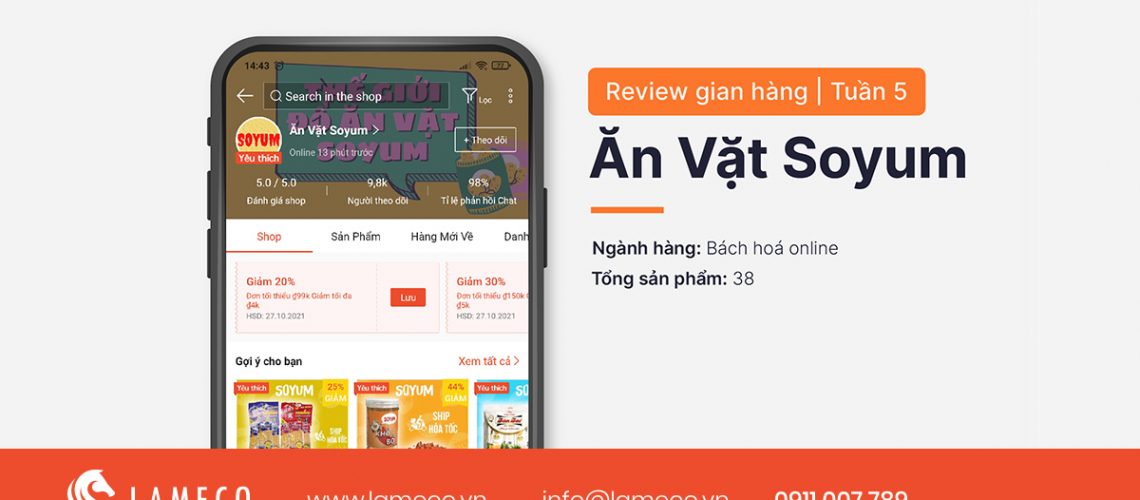 14:43
72
Search in the shop
Lọc
THẾ GIỚI
ĐỒ ĂN VẶT
SOYUM
SOYUM
Yêu thích
Ăn Vặt Soyum
Online 13 phút trước
+ Theo dõi
5.0 / 5.0
9,8k
98%
Đánh giá shop
Người theo dõi
Tỉ lệ phản hồi Chat
Shop
Sản Phẩm
Hàng Mới Về
Danh
Giảm 20%
Đơn tối thiểu ₫99k Giảm tối đa
₫4k
HSD: 27.10.2021
Lưu
Giảm 30%
Đơn tối thiểu ₫150k
₫5k
HSD: 27.10.2021
Gợi ý cho bạn
Xem tất cả
Yêu thích
SOYUM
25%
GIẢM
Yêu thích
SOYUM
44%
GIẢM
SHIP
HỎA TỐC
SOYUM
KHÔ
BÒ
Yêu thích
SOYUM
Review gian hàng | Tuần 5
Ăn Vặt Soyum
Ngành hàng: Bách hoá online
Tổng sản phẩm: 38
LAMECO
www.lameco.vn
info@lameco.vn
0911 007 789